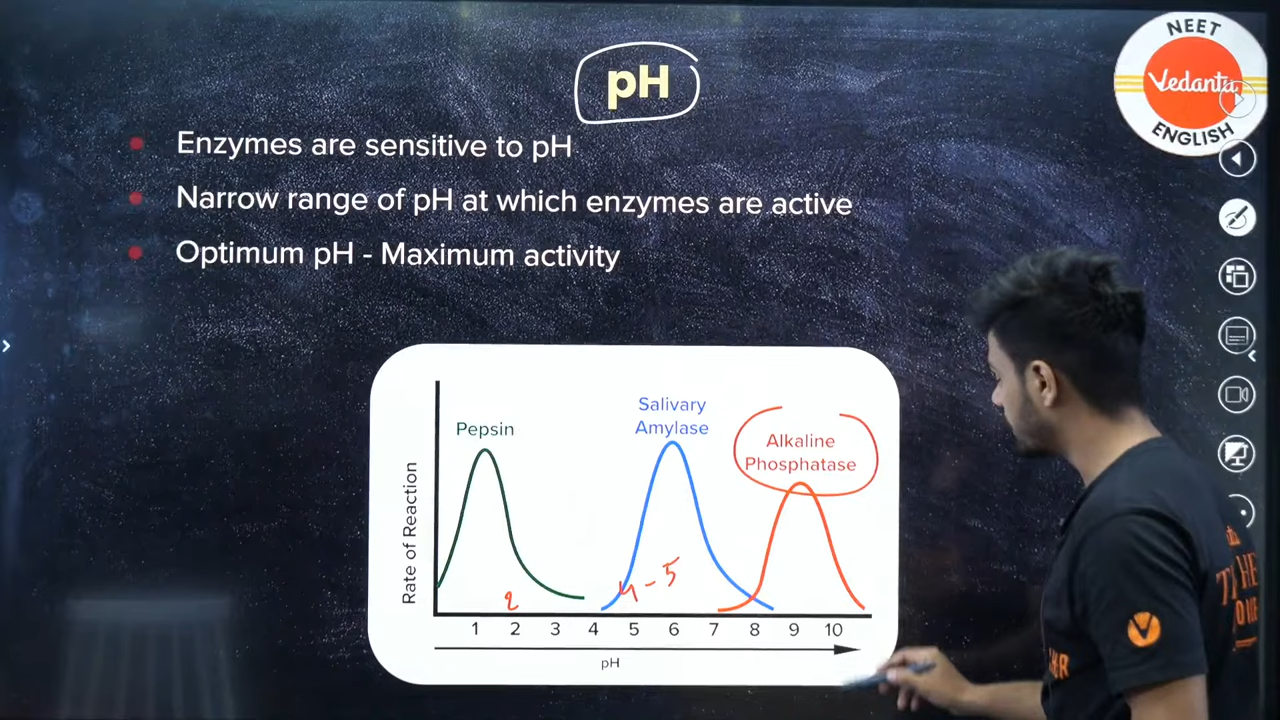 NEET
Vedantu
ENGLISH
pH
Enzymes are sensitive to pH
Narrow range of pH at which enzymes are active
Optimum pH - Maximum activity
Pepsin
Salivary
Amylase
Alkaline
Phosphatase
Rate of Reaction
2
4-5
1 2 3 4 5 6 7 8 9 10
pH